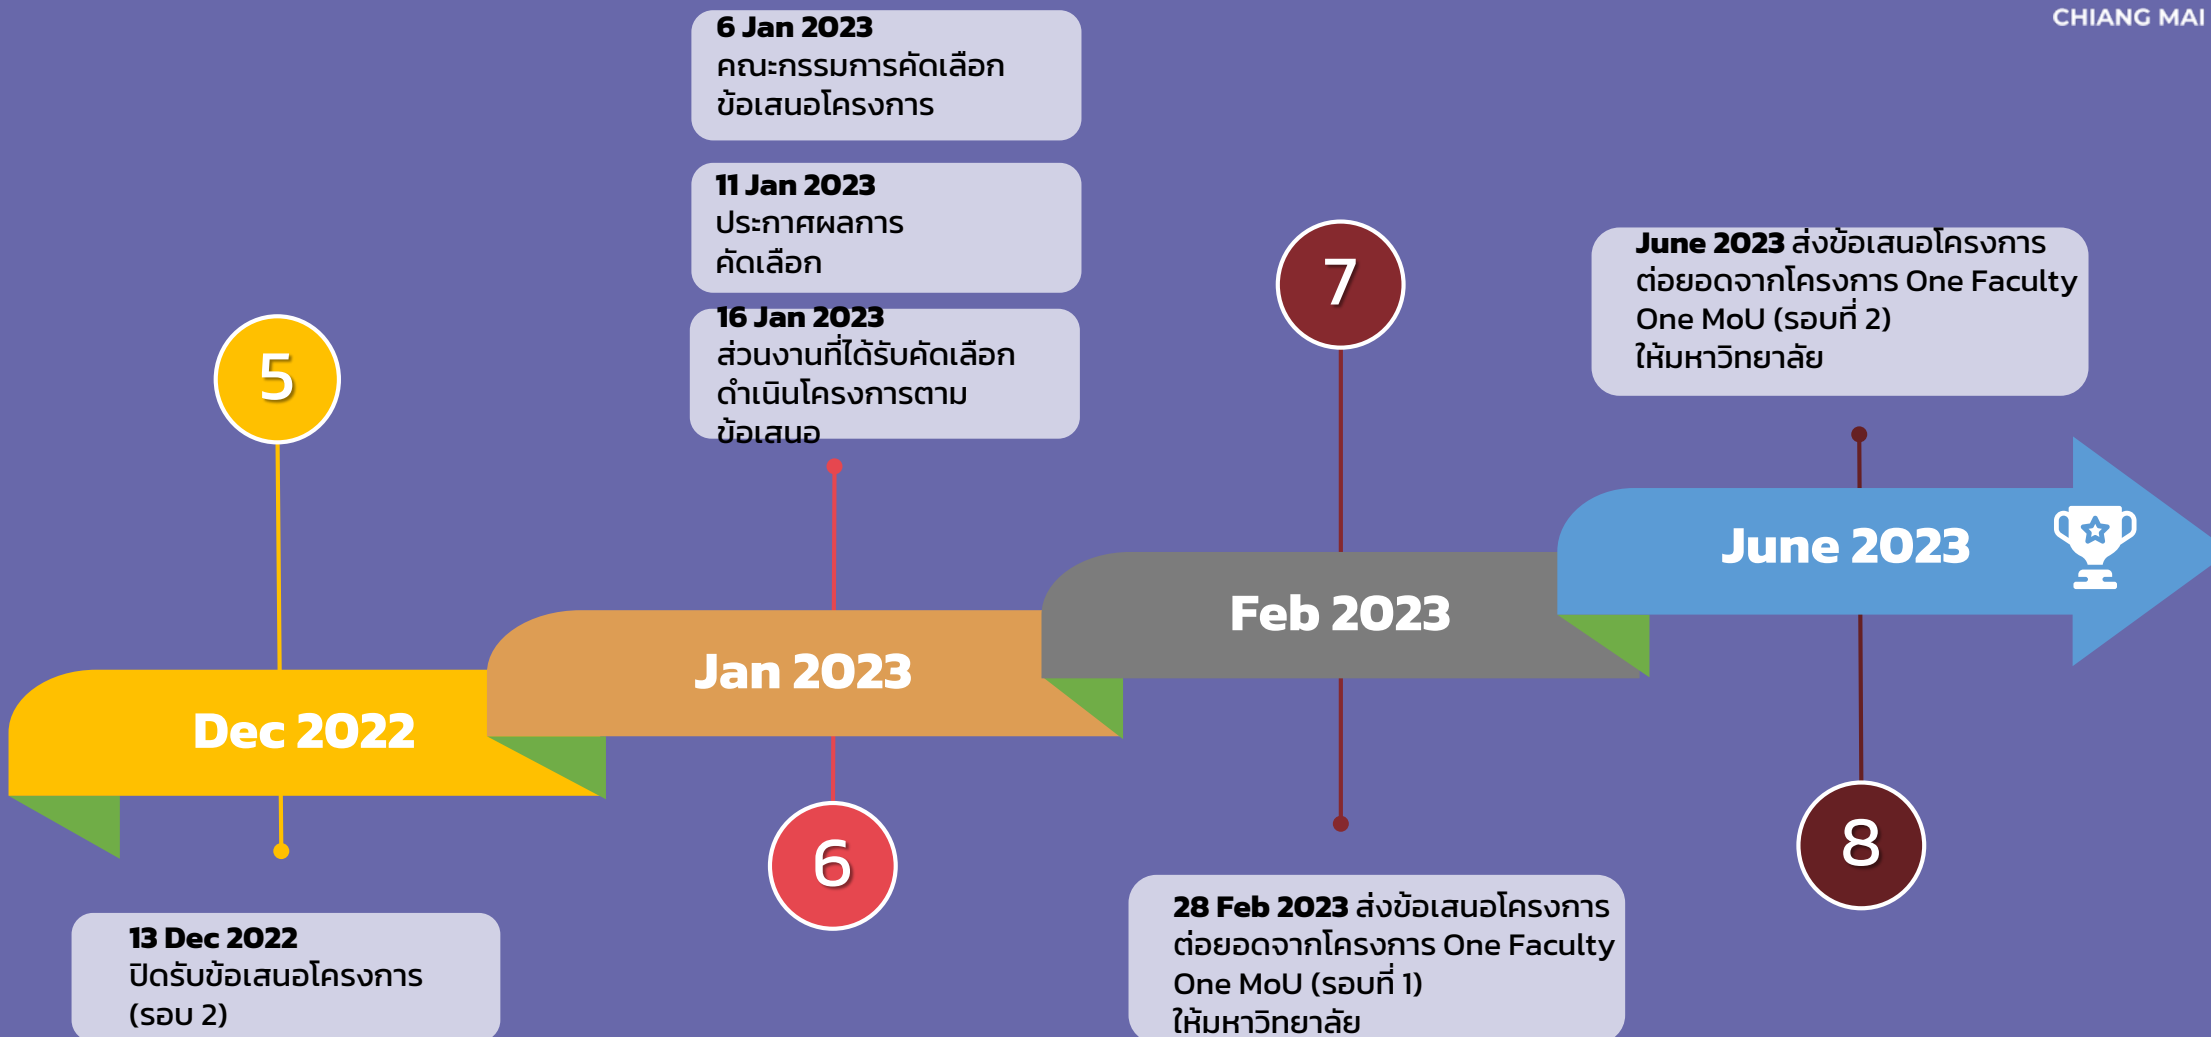 CHIANG MAI
6 Jan 2023
คณะกรรมการคัดเลือก
ข้อเสนอโครงการ
11 Jan 2023
ประกาศผลการ
คัดเลือก
16 Jan 2023
ส่วนงานที่ได้รับคัดเลือก
ดำเนินโครงการตาม
ข้อเสนอ
5
7
June 2023 ส่งข้อเสนอโครงการ
ต่อยอดจากโครงการ One Faculty
One MoU (รอบที่ 2)
ให้มหาวิทยาลัย
June 2023
Feb 2023
Jan 2023
Dec 2022
6
8
13 Dec 2022
ปิดรับข้อเสนอโครงการ
(รอบ 2)
28 Feb 2023 ส่งข้อเสนอโครงการ
ต่อยอดจากโครงการ One Faculty
One MoU (รอบที่ 1)
ให้มหาวิทยาลัย